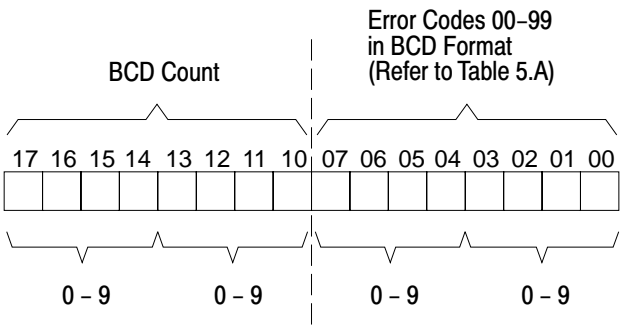 Error Codes 00–99
in BCD Format
(Refer to Table 5.A)
BCD Count
17 16 15 14 13 12 11 10 07 06 05 04 03 02 01 00
0 – 9 0 – 9 0 – 9 0 – 9